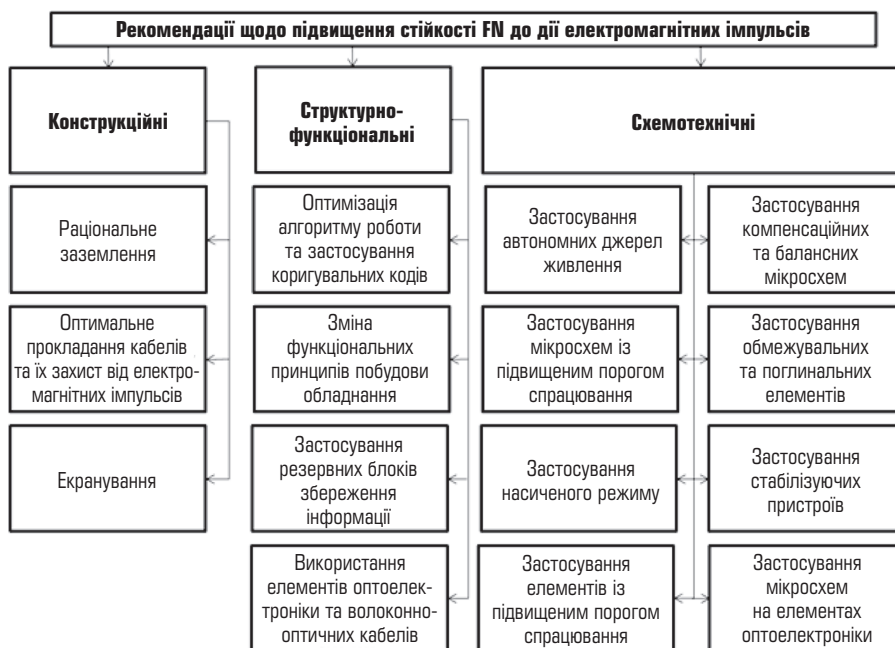 Рекомендації щодо підвищення стійкості FN до дії електромагнітних імпульсів
Конструкційні
Раціональне
заземлення
Оптимальне
прокладання кабелів
та їх захист від електро-
магнітних імпульсів
Екранування
Структурно-
функціональні
Оптимізація
алгоритму роботи
та застосування
коригувальних кодів
Зміна
функціональних
принципів побудови
обладнання
Застосування
резервних блоків
збереження
інформації
Використання
елементів оптоелек-
троніки та волоконно-
оптичних кабелів
Схемотехнічні
Застосування
автономних джерел
живлення
Застосування
компенсаційних
та балансних
мікросхем
Застосування
мікросхем із
підвищеним порогом
спрацювання
Застосування
обмежувальних
та поглинальних
елементів
Застосування
насиченого режиму
Застосування
стабілізуючих
пристроїв
Застосування
елементів із
підвищеним порогом
спрацювання
Застосування
мікросхем
на елементах
оптоелектроніки